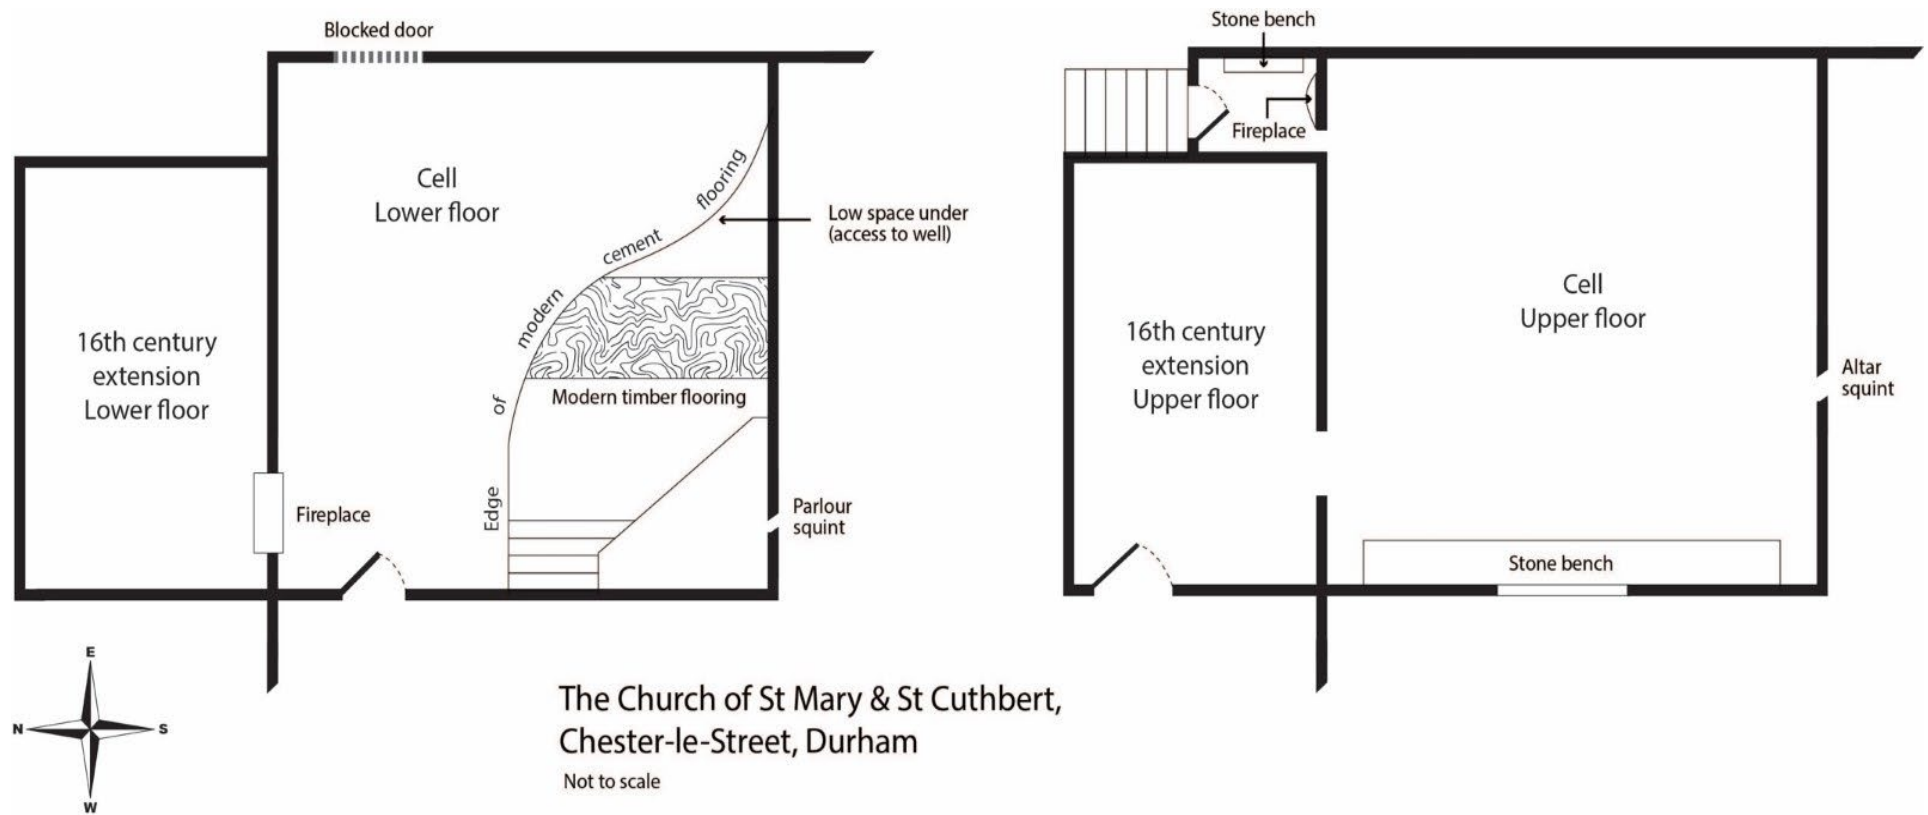 Blocked door
Cell
Lower floor
Edge of modern cement flooring
Low space under
(access to well)
16th century
extension
Lower floor
Modern timber flooring
Fireplace
Parlour
squint
Stone bench
Fireplace
Cell
Upper floor
16th century
extension
Upper floor
Altar
squint
Stone bench
E
N
S
W
The Church of St Mary & St Cuthbert,
Chester-le-Street, Durham
Not to scale